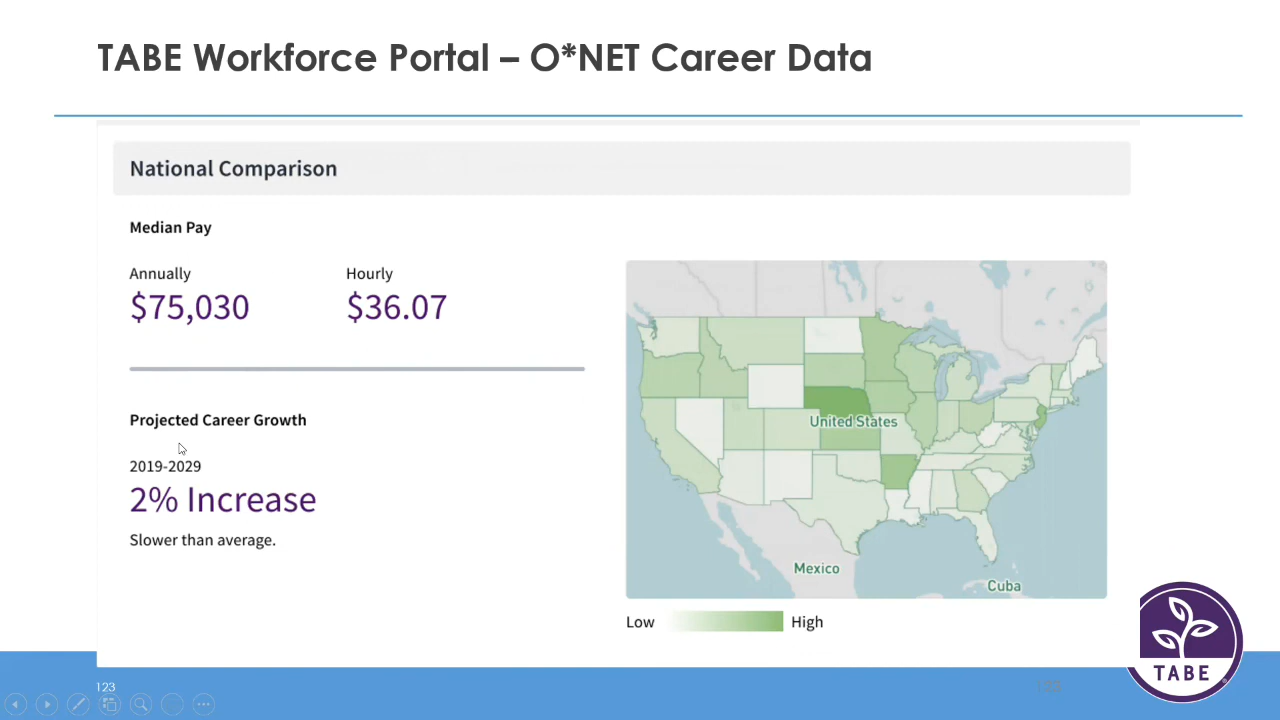 TABE Workforce Portal – O*NET Career Data
National Comparison
Median Pay
Annually
Hourly
$75,030
$36.07
Projected Career Growth
2019-2029
2% Increase
Slower than average.
United States
Mexico
Cuba
Low
High
123
123
TABE